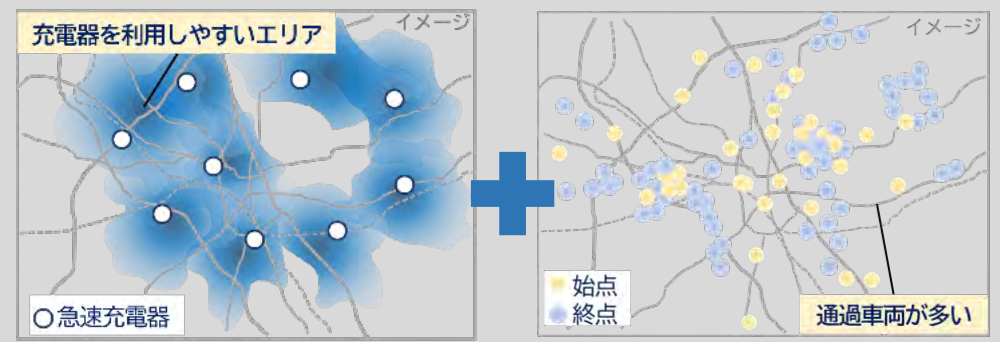 イメージ
充電器を利用しやすいエリア
急速充電器
イメージ
始点
終点
通過車両が多い